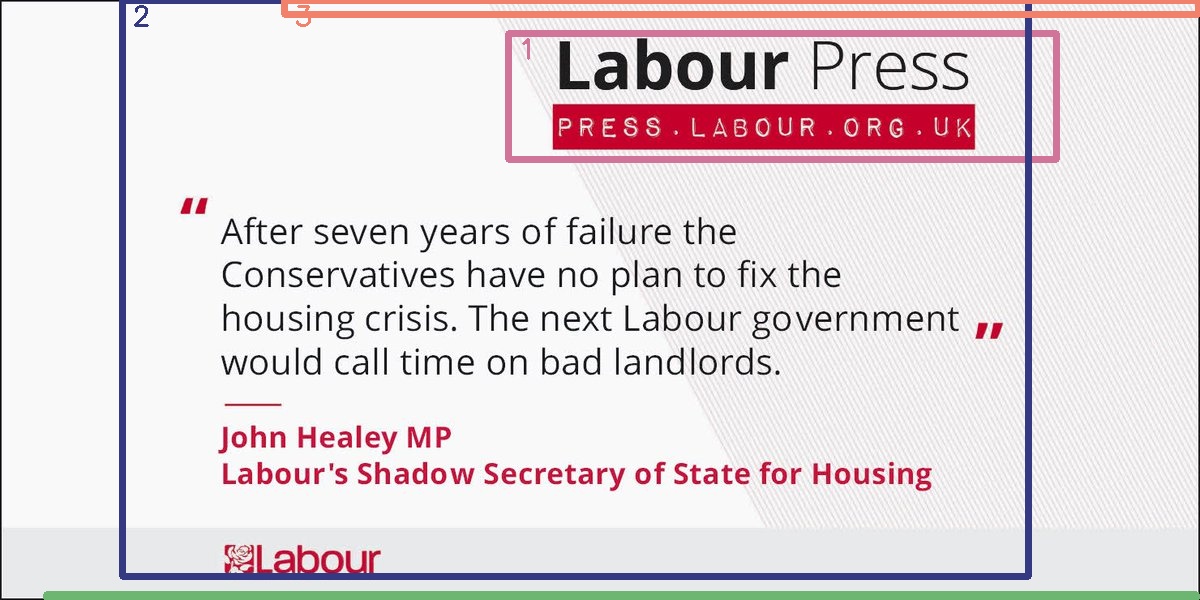 Labour Press
PRESS.LABOUR.ORG.UK
“ After seven years of failure the
Conservatives have no plan to fix the
housing crisis. The next Labour government
would call time on bad landlords. ”
John Healey MP
Labour's Shadow Secretary of State for Housing
Labour